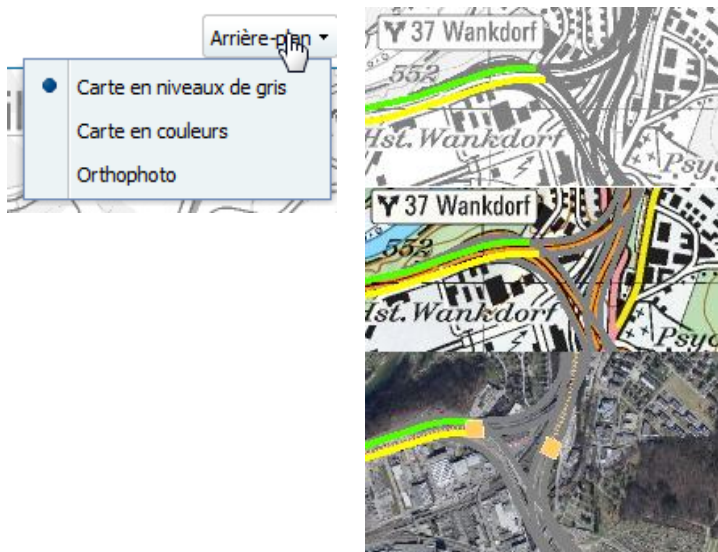 Arrière-plan
Carte en niveaux de gris
Carte en couleurs
Orthophoto
37 Wankdorf
552
Hst. Wankdorf
37 Wankdorf
552
Hst. Wankdorf